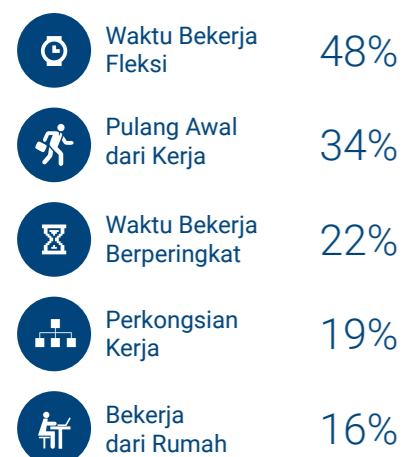 Waktu Bekerja
Fleksi
48%
Pulang Awal
dari Kerja
34%
Waktu Bekerja
Berperingkat
22%
Perkongsian
Kerja
19%
Bekerja
dari Rumah
16%